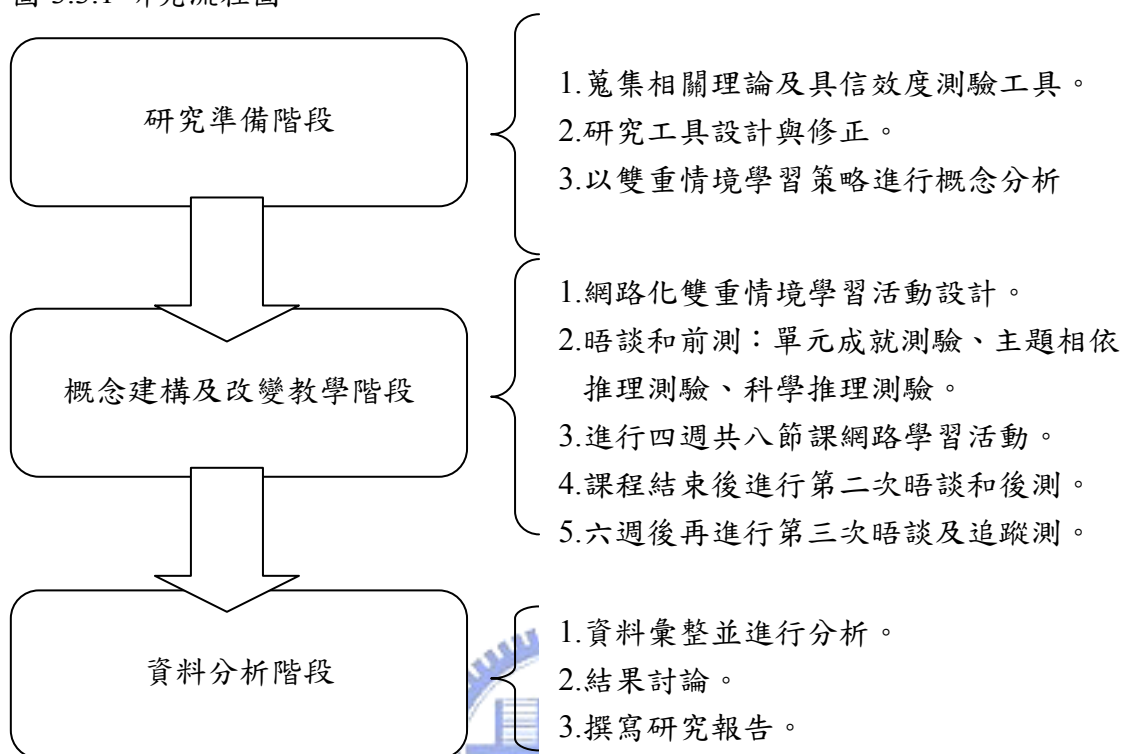 研究準備階段
1.蒐集相關理論及具信效度測驗工具。
2.研究工具設計與修正。
3.以雙重情境學習策略進行概念分析
概念建構及改變教學階段
1.網路化雙重情境學習活動設計。
2.晤談和前測：單元成就測驗、主題相依
推理測驗、科學推理測驗。
3.進行四週共八節課網路學習活動。
4.課程結束後進行第二次晤談和後測。
5.六週後再進行第三次晤談及追蹤測。
資料分析階段
1.資料彙整並進行分析。
2.結果討論。
3.撰寫研究報告。